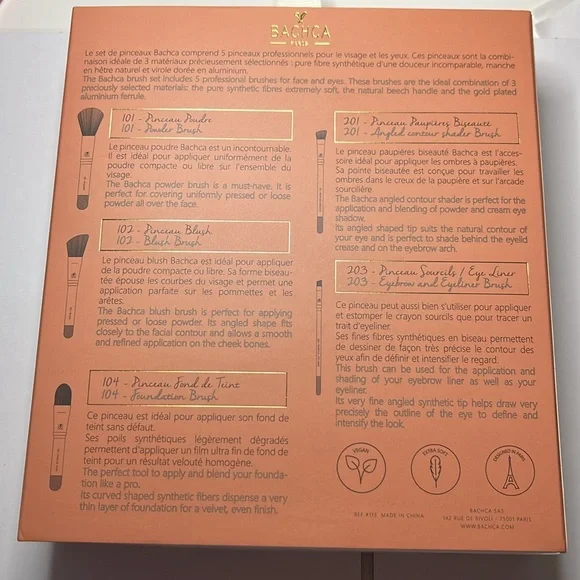 BACHCA
PARIS
Le set de pinceaux Bachca comprend 5 pinceaux professionnels pour le visage et les yeux. Ces pinceaux sont la combi-
naison idéale de 3 matériaux précieusement sélectionnés : pure fibre synthétique d'une douceur incomparable, manche
en hêtre naturel et virole dorée en aluminium.
The Bachca brush set includes 5 professional brushes for face and eyes. These brushes are the ideal combination of 3
preciously selected materials: the pure synthetic fibres extremely soft, the natural beech handle and the gold plated
aluminium ferrule.
101 - Pinceau Poudre
101 - Powder Brush
Le pinceau poudre Bachca est un incontournable.
Il est idéal pour appliquer uniformément de la
poudre compacte ou libre sur l'ensemble du
visage.
The Bachca powder brush is a must-have, it is
perfect for covering uniformly pressed or loose
powder all over the face.
102 - Pinceau Blush
102 - Blush Brush
Le pinceau blush Bachca est idéal pour appliquer
de la poudre compacte ou libre. Sa forme biseau-
tée épouse les courbes du visage et permet une
application parfaite sur les pommettes et les
arêtes.
The Bachca blush brush is perfect for applying
pressed or loose powder. Its angled shape fits
closely to the facial contour and allows a smooth
and refined application on the cheek bones.
104 - Pinceau Fond de Teint
104 - Foundation Brush
Ce pinceau est idéal pour appliquer son fond de
teint sans défaut.
Ses poils synthétiques légèrement dégradés
permettent d'appliquer un film ultra fin de fond de
teint pour un résultat velouté homogène.
The perfect tool to apply and blend your founda-
tion like a pro.
Its curved shaped synthetic fibers dispense a very
thin layer of foundation for a velvet, even finish.
201 - Pinceau Paupières Biseauté
201 - Angled contour shader Brush
Le pinceau paupières biseauté Bachca est l'acces-
soire idéal pour appliquer les ombres à paupières.
Sa pointe biseautée est conçue pour travailler les
ombres dans le creux de la paupière et sur l'arcade
sourcilière
The Bachca angled contour shader is perfect for the
application and blending of powder and cream eye
shadow.
Its angled shaped tip suits the natural contour of
your eye and is perfect to shade behind the eyelid
crease and on the eyebrow arch.
203 - Pinceau Sourcils / Eye Liner
203 - Eyebrow and Eyeliner Brush
Ce pinceau peut aussi bien s'utiliser pour appliquer
et estomper le crayon sourcils que pour tracer un
trait d'eyeliner.
Ses fines fibres synthétiques en biseau permettent
de dessiner de façon très précise le contour des
yeux afin de définir et intensifier le regard.
This brush can be used for the application and
shading of your eyebrow liner as well as your
eyeliner.
Its very fine angled synthetic tip helps draw very
precisely the outline of the eye to define and
intensify the look.
VEGAN
EXTRA SOFT
DESIGNED IN PARIS
MADE IN CHINA
BACHCA SAS
142 RUE DE RIVOLI - 75001 PARIS
WWW.BACHCA.COM